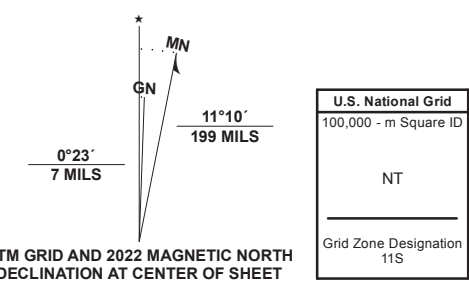 ★
MN
GN
11°10´
199 MILS
0°23´
7 MILS
TM GRID AND 2022 MAGNETIC NORTH
DECLINATION AT CENTER OF SHEET
U.S. National Grid
100,000 - m Square ID
NT
Grid Zone Designation
11S